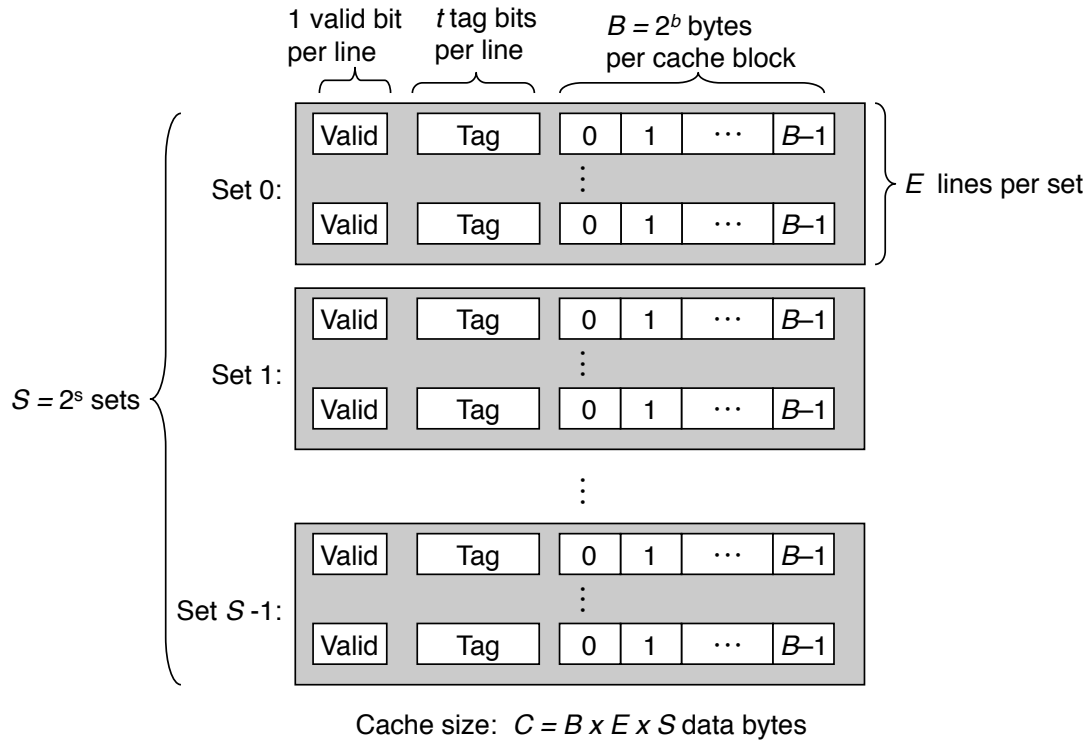 1 valid bit
per line
t tag bits
per line
B = 2ᵇ bytes
per cache block
Valid Tag 0 1 ··· B–1
⋮
Set 0:
E lines per set
Valid Tag 0 1 ··· B–1
Valid Tag 0 1 ··· B–1
⋮
Set 1:
Valid Tag 0 1 ··· B–1
S = 2ˢ sets
⋮
Valid Tag 0 1 ··· B–1
⋮
Set S -1:
Valid Tag 0 1 ··· B–1
Cache size: C = B x E x S data bytes